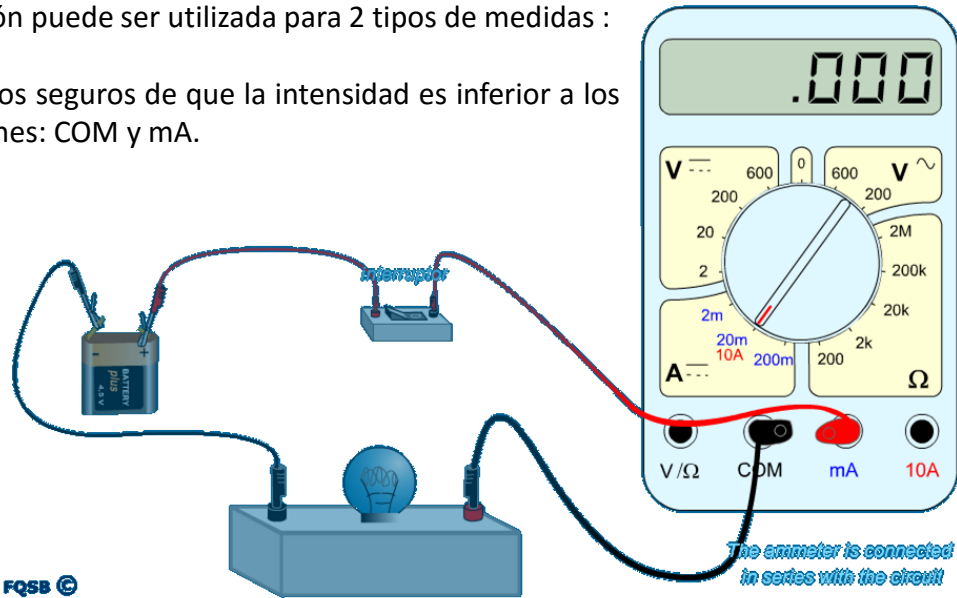 ón puede ser utilizada para 2 tipos de medidas :
os seguros de que la intensidad es inferior a los
nes: COM y mA.
.000
V 600 0 600 V
200 200
20 2M
2 200k
2m 20k
20m 2k
10A 200m 200
A Ω
V/Ω COM mA 10A
interruptor
BATTERY
plus
4,5 V
The ammeter is connected
in series with the circuit
FQSB ©